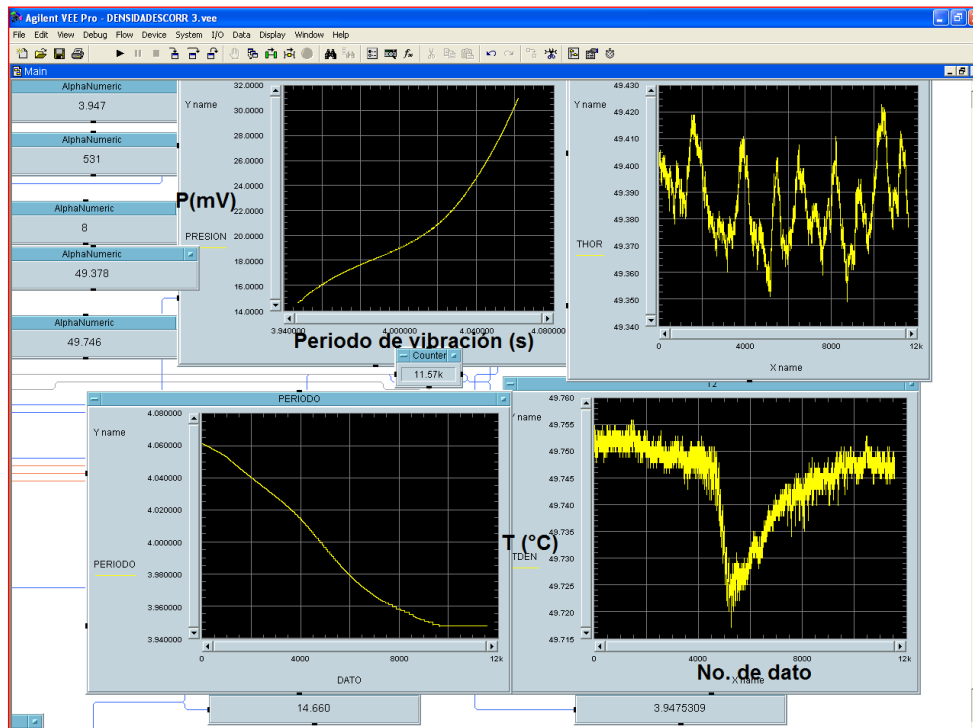 Agilent VEE Pro - DENSIDADESCORR 3.vee
File Edit View Debug Flow Device System I/O Data Display Window Help
Main
AlphaNumeric
3.947
AlphaNumeric
531
AlphaNumeric
8
AlphaNumeric
49.378
AlphaNumeric
49.746
Y name
P(mV)
PRESION
32.0000
30.0000
28.0000
26.0000
24.0000
22.0000
20.0000
18.0000
16.0000
14.0000
3.940000 4.000000 4.040000 4.080000
Periodo de vibración (s)
Y name
THOR
49.430
49.420
49.410
49.400
49.390
49.380
49.370
49.360
49.350
49.340
0 4000 8000 12k
X name
Counter
11.57k
PERIODO
Y name
PERIODO
4.080000
4.060000
4.040000
4.020000
4.000000
3.980000
3.960000
3.940000
0 4000 8000 12k
DATO
T2
name
T (°C)
TDEN
49.760
49.755
49.750
49.745
49.740
49.735
49.730
49.725
49.720
49.715
0 4000 8000 12k
No. de dato
X name
14.660
3.9475309